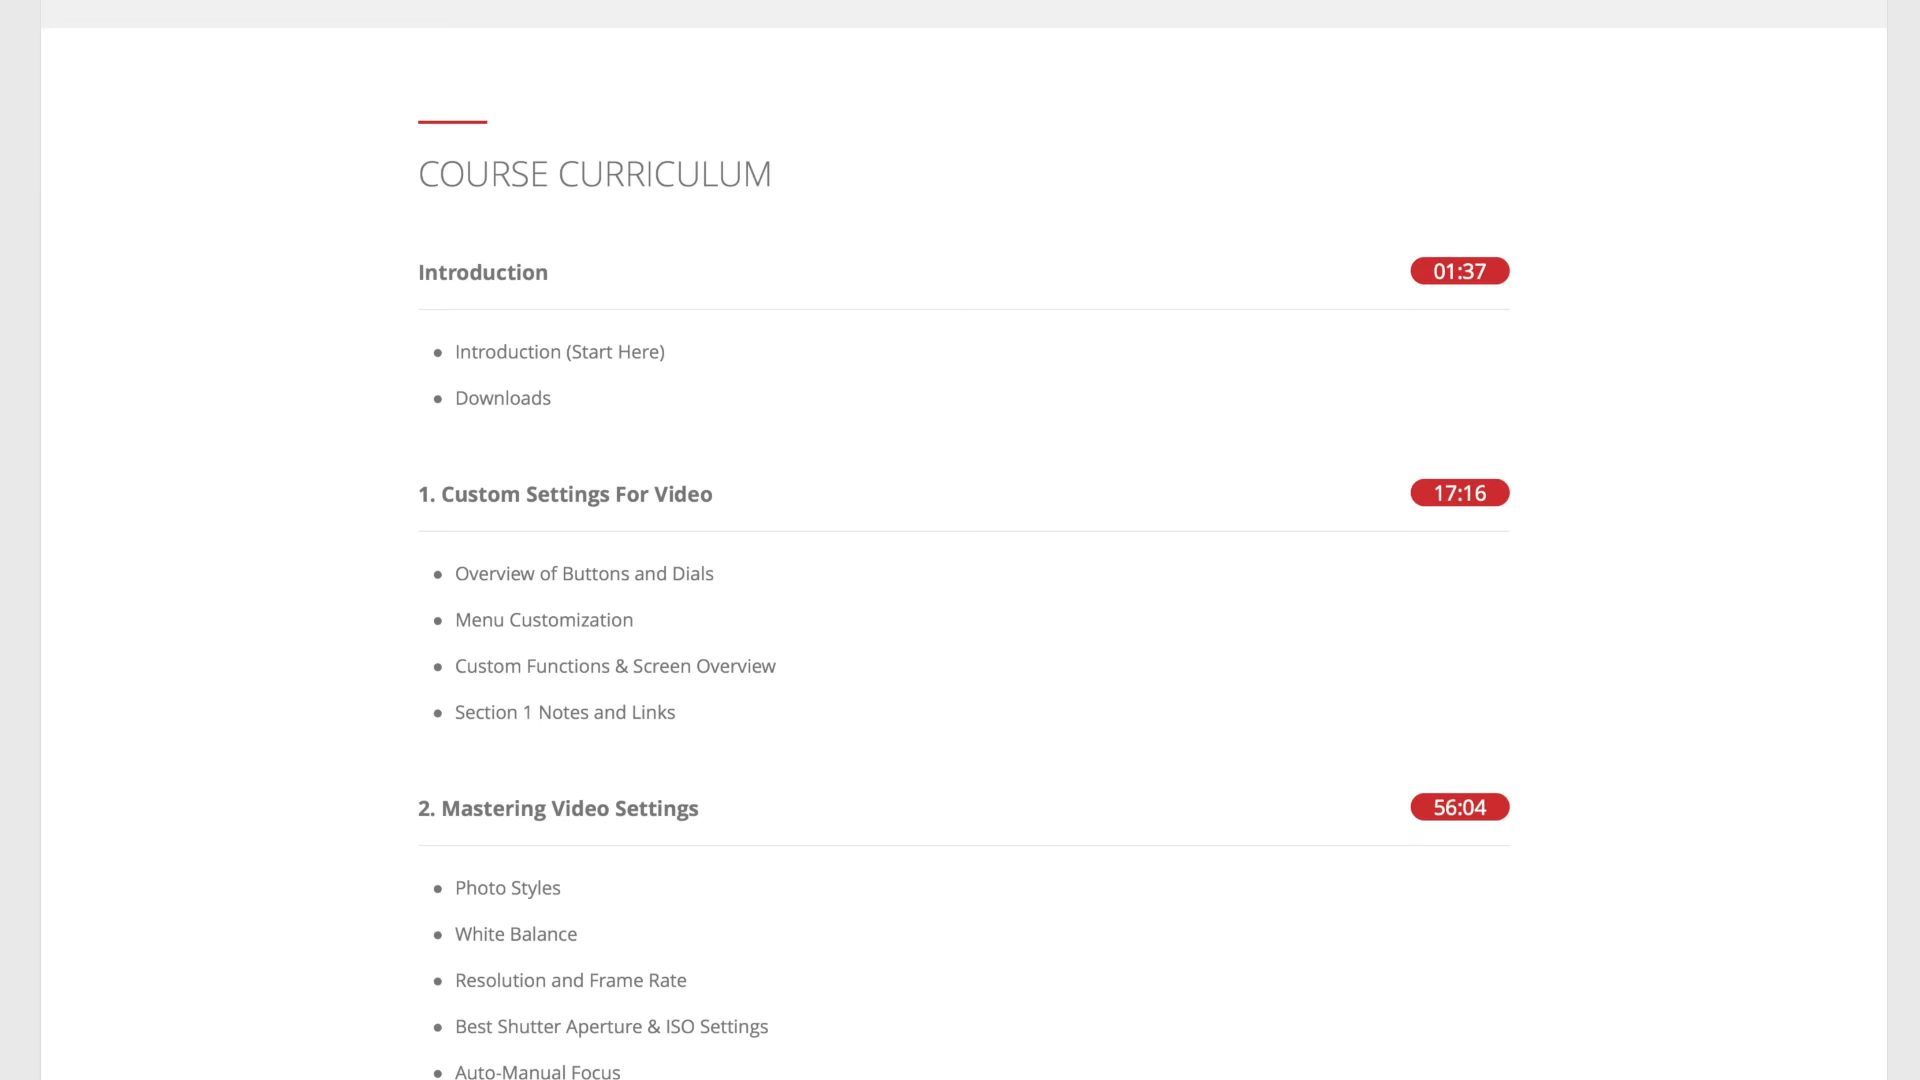 COURSE CURRICULUM
Introduction 01:37
Introduction (Start Here)
Downloads
1. Custom Settings For Video 17:16
Overview of Buttons and Dials
Menu Customization
Custom Functions & Screen Overview
Section 1 Notes and Links
2. Mastering Video Settings 56:04
Photo Styles
White Balance
Resolution and Frame Rate
Best Shutter Aperture & ISO Settings
Auto-Manual Focus